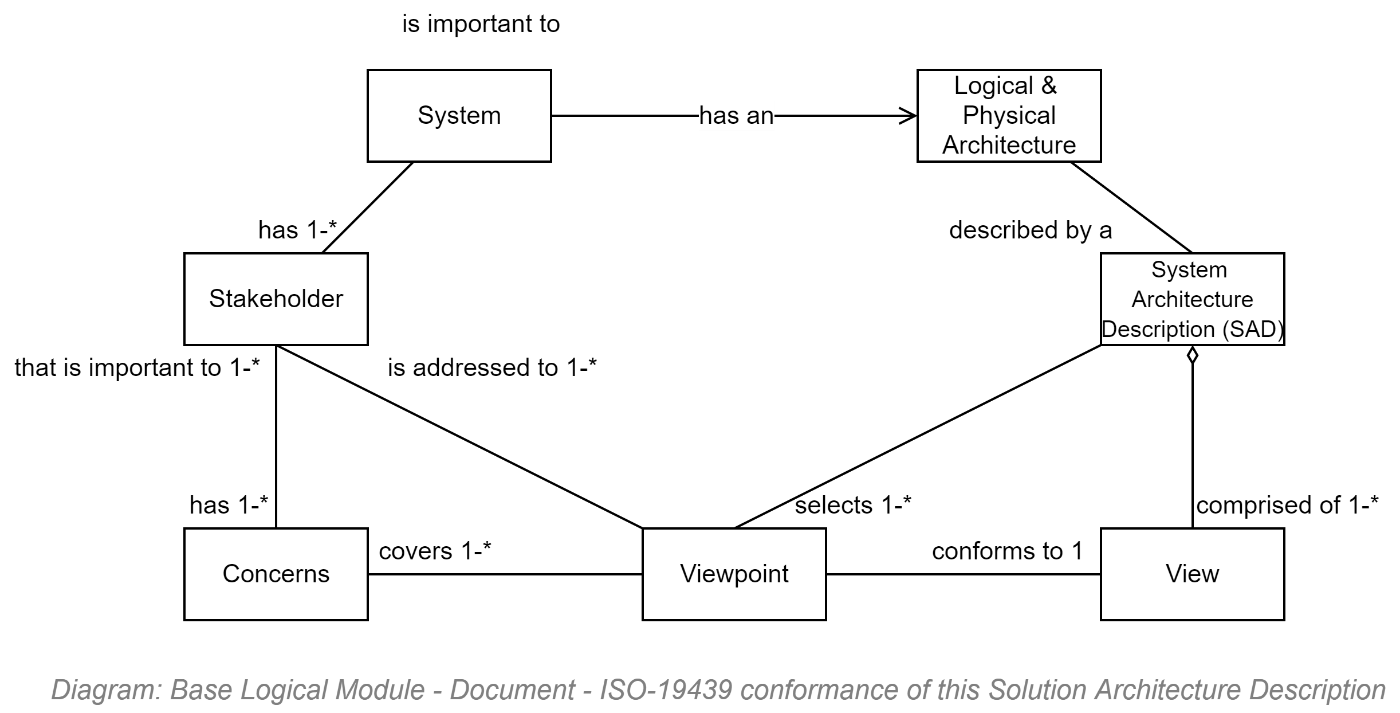 is important to
System
has an
Logical &
Physical
Architecture
has 1-*
described by a
Stakeholder
System
Architecture
Description (SAD)
that is important to 1-*
is addressed to 1-*
has 1-*
selects 1-*
comprised of 1-*
Concerns
covers 1-*
Viewpoint
conforms to 1
View
Diagram: Base Logical Module - Document - ISO-19439 conformance of this Solution Architecture Description